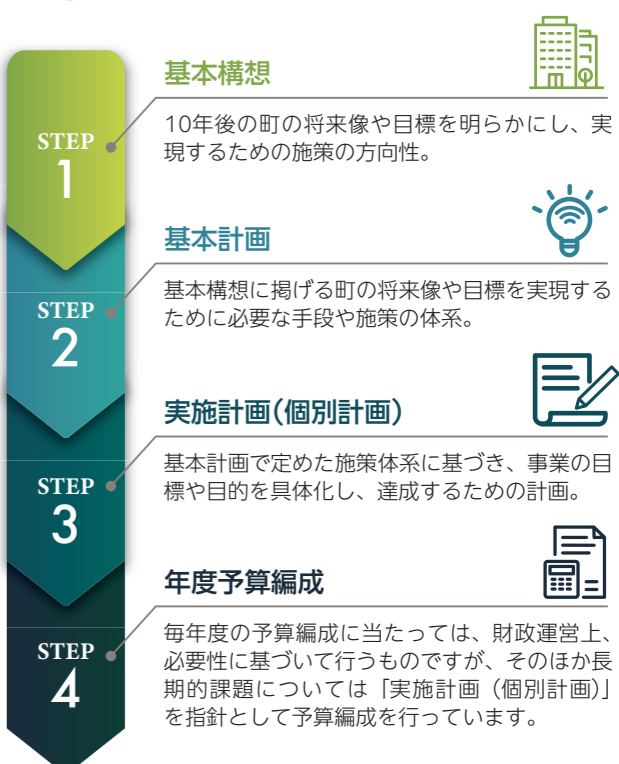 STEP
1
基本構想
10年後の町の将来像や目標を明らかにし、実
現するための施策の方向性。
STEP
2
基本計画
基本構想に掲げる町の将来像や目標を実現する
ために必要な手段や施策の体系。
STEP
3
実施計画(個別計画)
基本計画で定めた施策体系に基づき、事業の目
標や目的を具体化し、達成するための計画。
STEP
4
年度予算編成
毎年度の予算編成に当たっては、財政運営上、
必要性に基づいて行うものですが、そのほか長
期的課題については「実施計画（個別計画）」
を指針として予算編成を行っています。